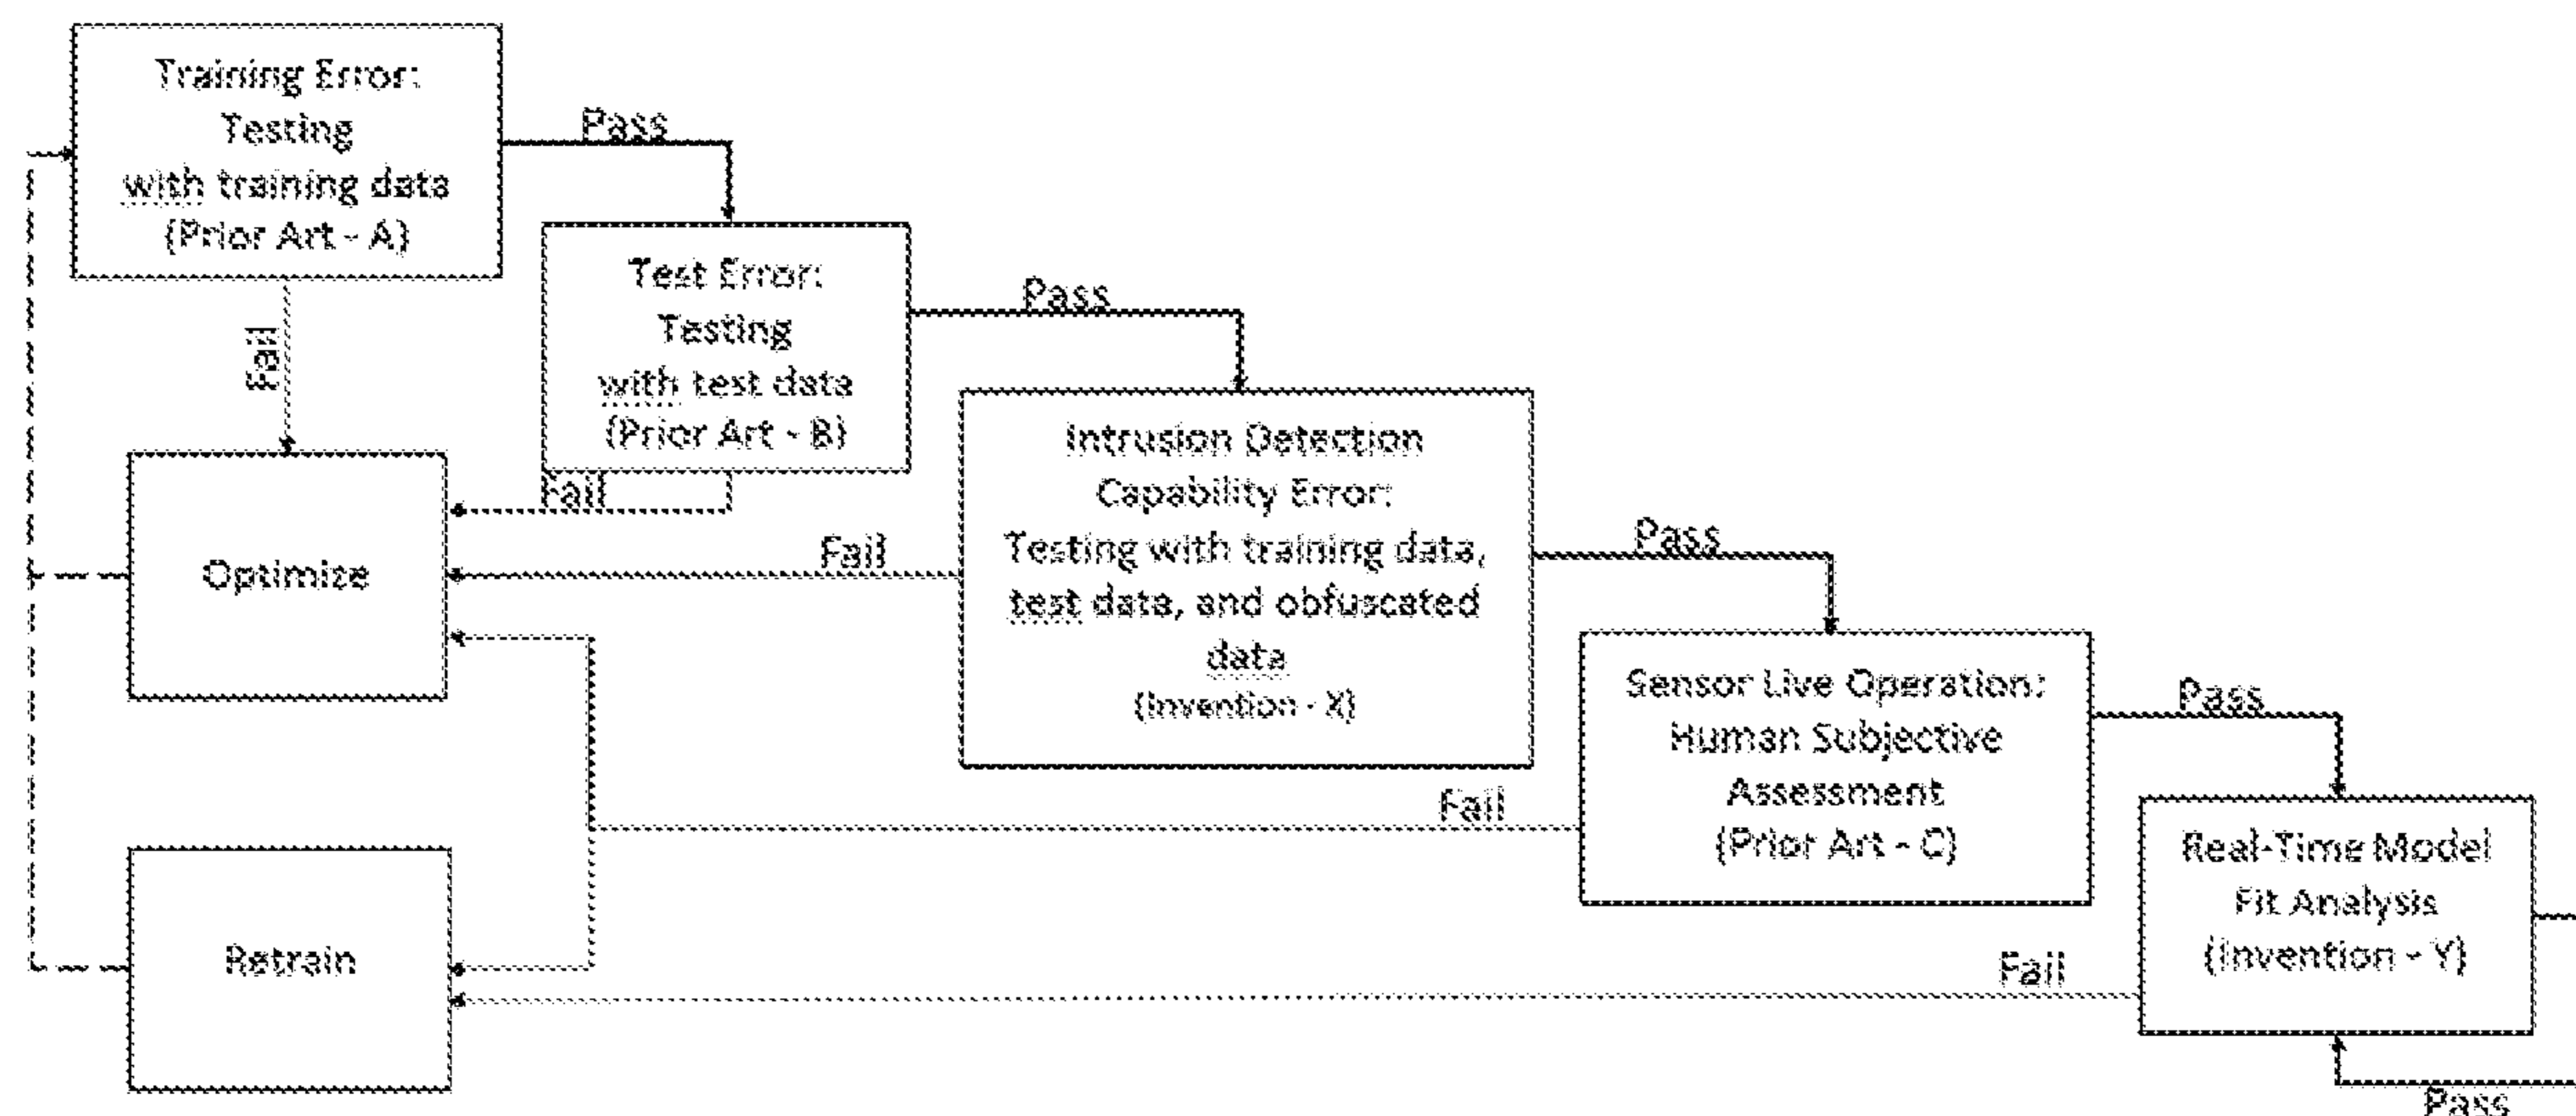 Training Error:
Testing
with training data
(Prior Art - A)
Pass
Fail
Test Error:
Testing
with test data
(Prior Art - B)
Pass
Fail
Intrusion Detection
Capability Error:
Testing with training data,
test data, and obfuscated
data
(Invention - X)
Pass
Fail
Optimize
Sensor Live Operation:
Human Subjective
Assessment
(Prior Art - C)
Pass
Fail
Real-Time Model
Fit Analysis
(Invention - Y)
Fail
Retrain
Pass